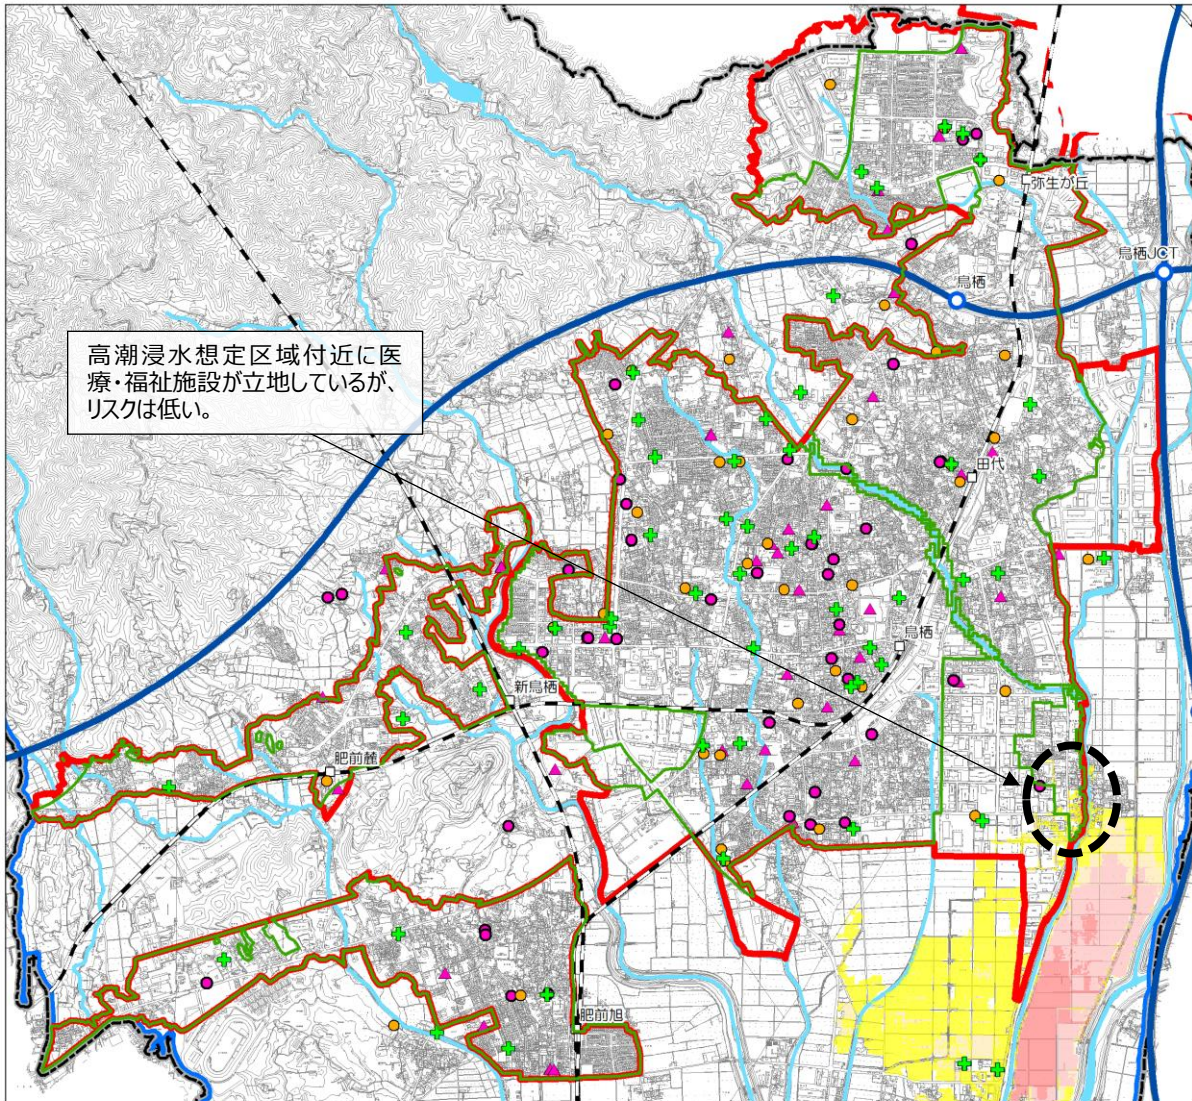 弥生が丘
鳥栖JCT
鳥栖
高潮浸水想定区域付近に医
療・福祉施設が立地しているが、
リスクは低い。
田代
鳥栖
新鳥栖
肥前麓
肥前旭